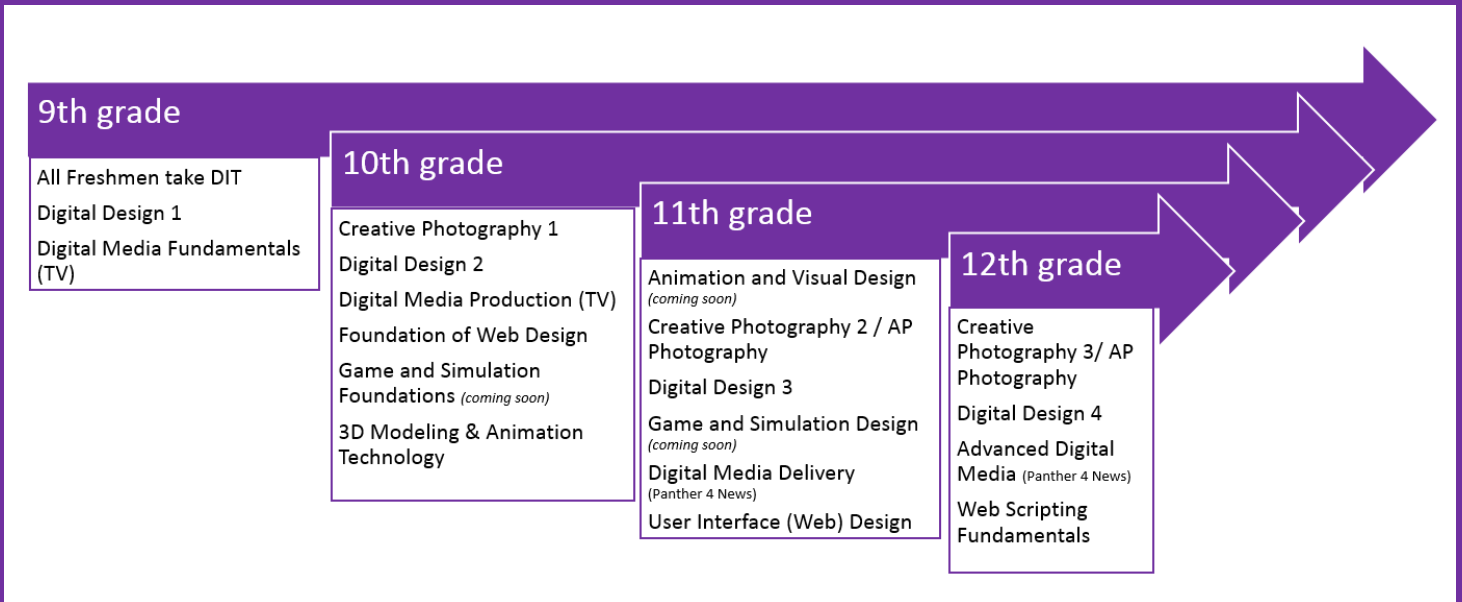 9th grade
All Freshmen take DIT
Digital Design 1
Digital Media Fundamentals
(TV)
10th grade
Creative Photography 1
Digital Design 2
Digital Media Production (TV)
Foundation of Web Design
Game and Simulation
Foundations (coming soon)
3D Modeling & Animation
Technology
11th grade
Animation and Visual Design
(coming soon)
Creative Photography 2 / AP
Photography
Digital Design 3
Game and Simulation Design
(coming soon)
Digital Media Delivery
(Panther 4 News)
User Interface (Web) Design
12th grade
Creative
Photography 3/ AP
Photography
Digital Design 4
Advanced Digital
Media (Panther 4 News)
Web Scripting
Fundamentals